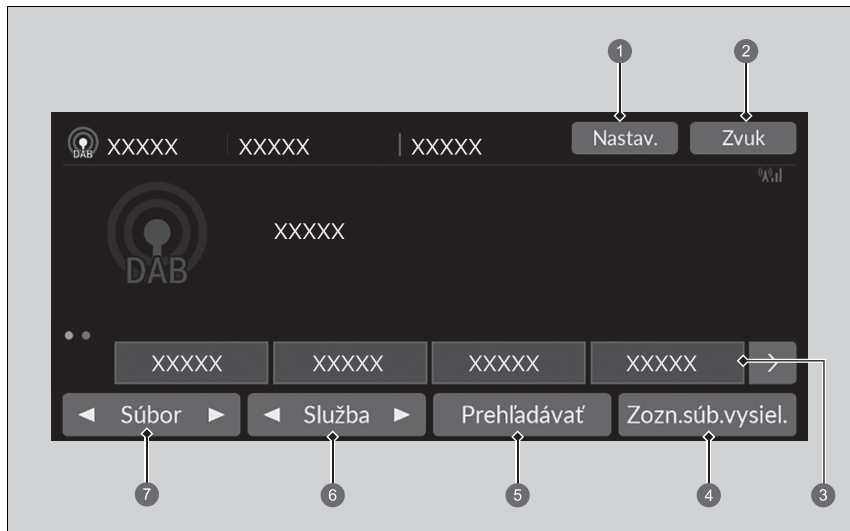 1 2
DAB XXXXX XXXXX XXXXX Nastav. Zvuk
DAB XXXXX
XXXXX XXXXX XXXXX XXXXX
3
Súbor Služba Prehľadávať Zozn.súb.vysiel.
7 6 5 4